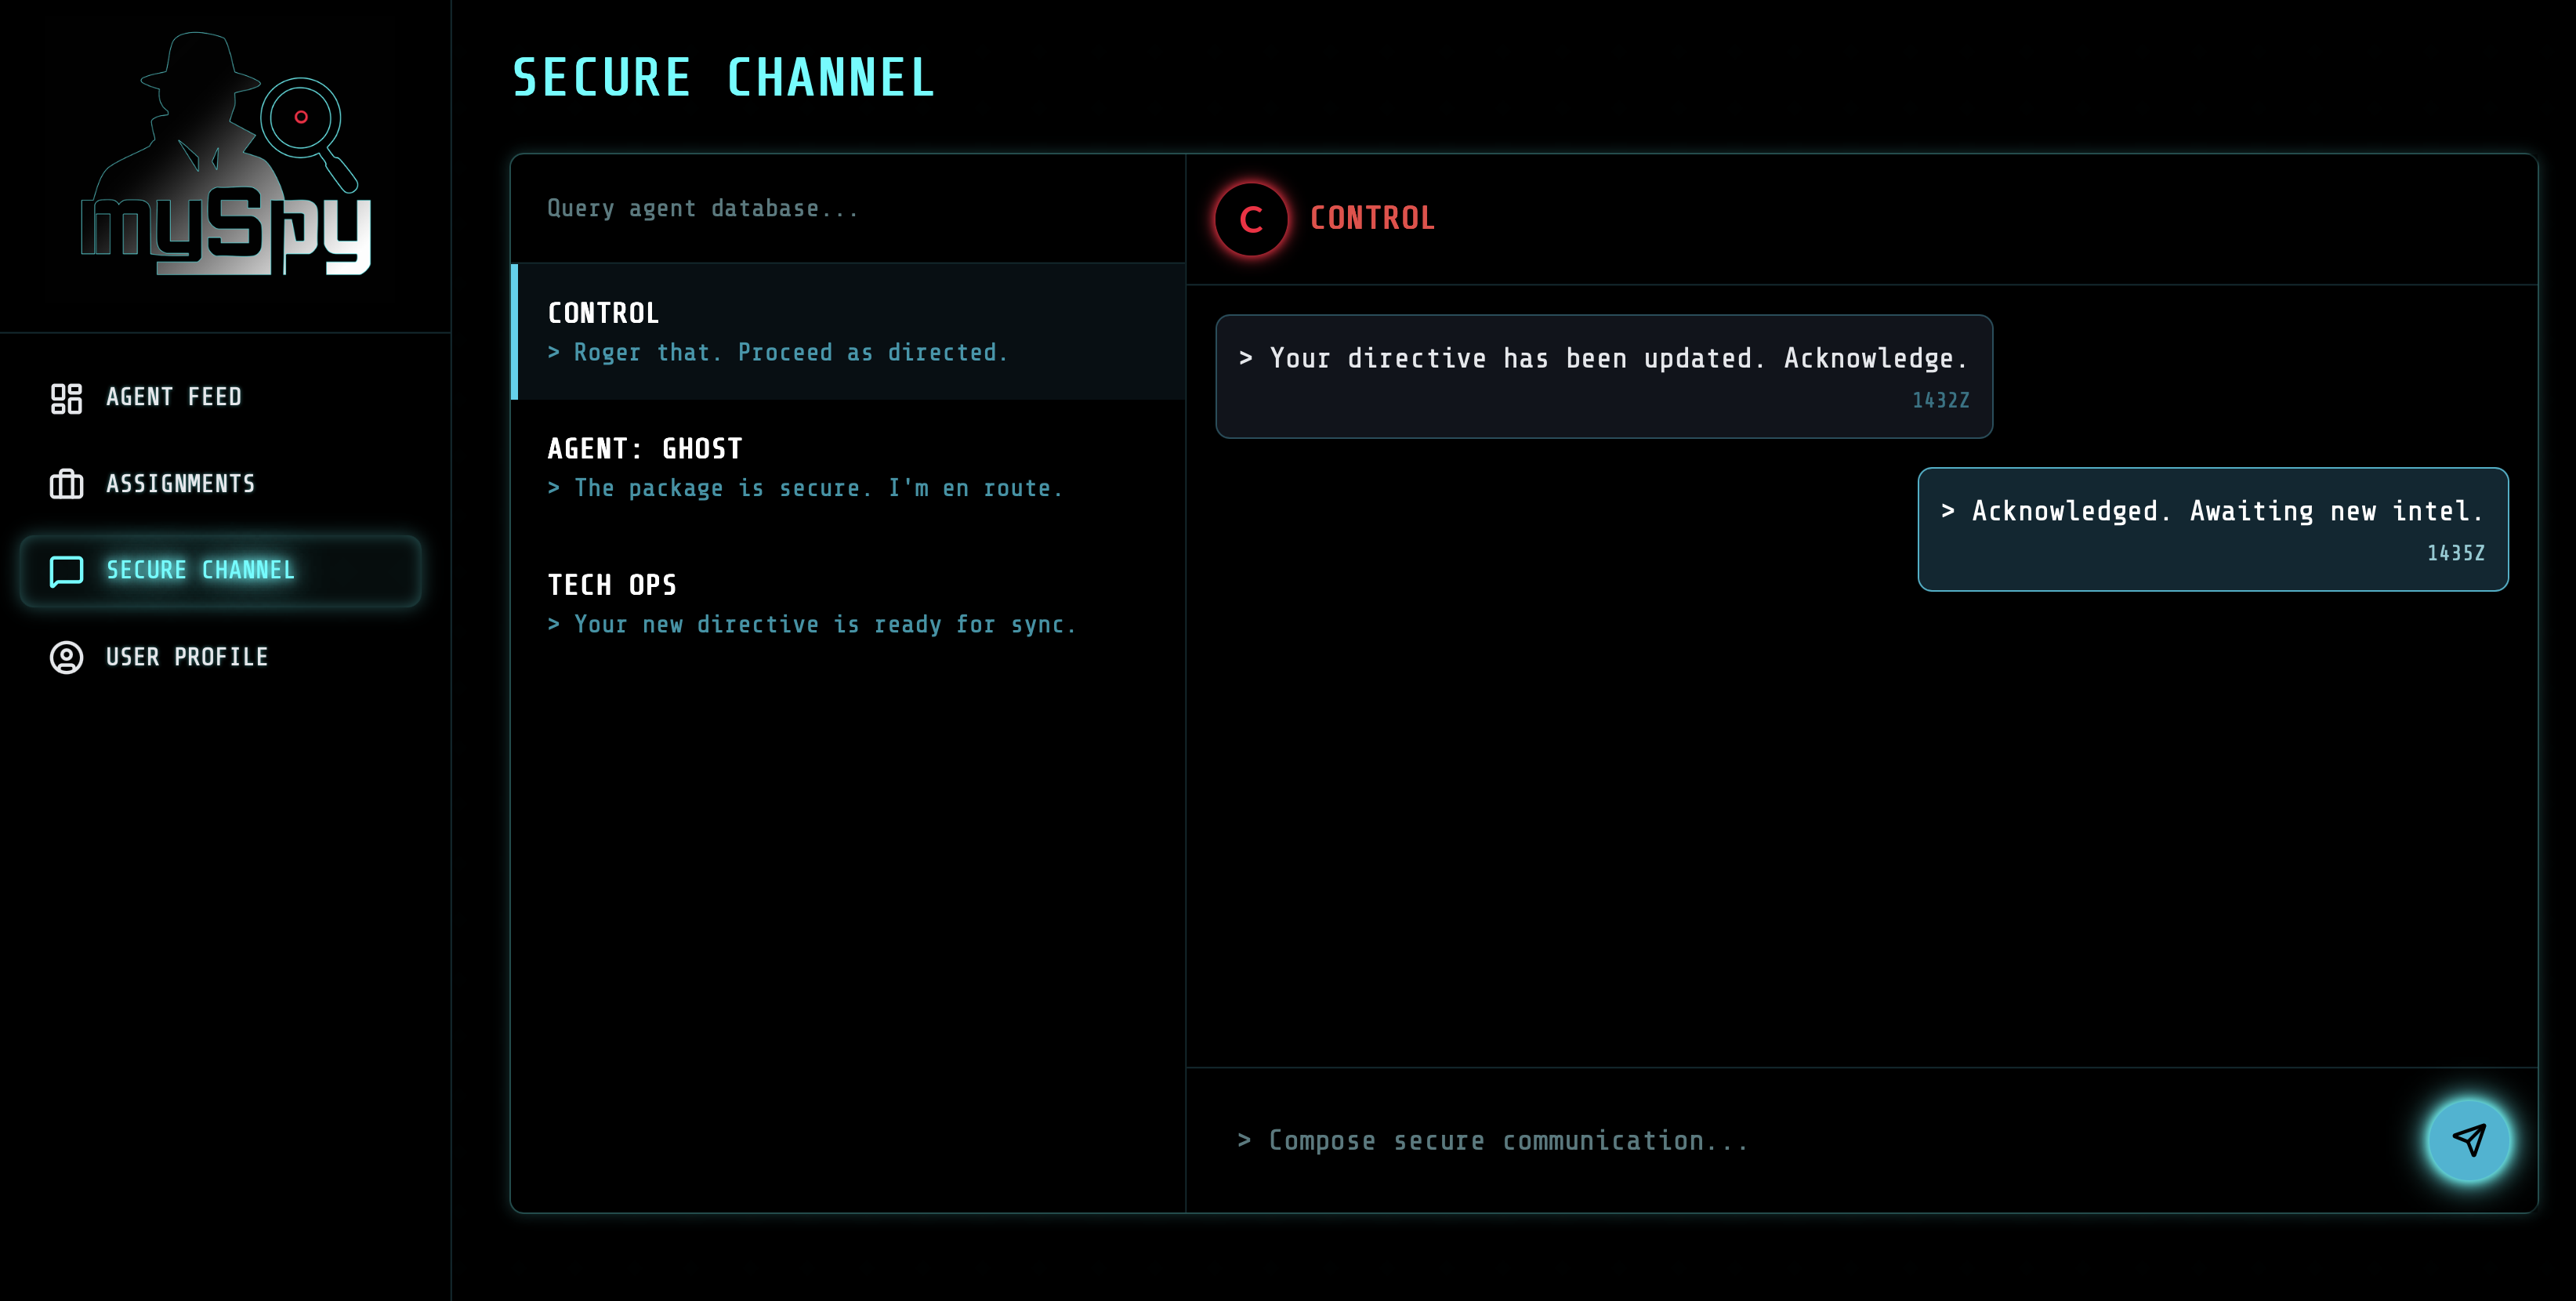 mySpy
AGENT FEED
ASSIGNMENTS
SECURE CHANNEL
USER PROFILE
SECURE CHANNEL
Query agent database...
CONTROL
> Roger that. Proceed as directed.
AGENT: GHOST
> The package is secure. I'm en route.
TECH OPS
> Your new directive is ready for sync.
C CONTROL
> Your directive has been updated. Acknowledge.
1432Z
> Acknowledged. Awaiting new intel.
1435Z
> Compose secure communication...